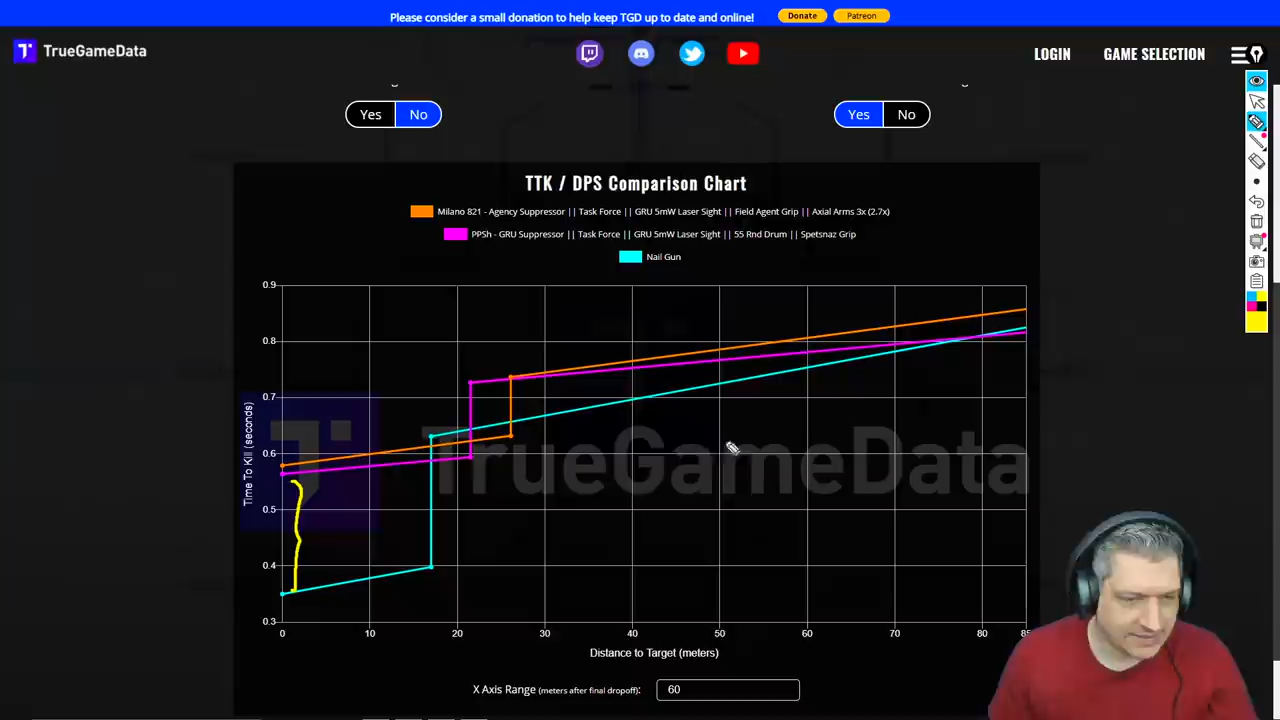 Please consider a small donation to help keep TGD up to date and online! Donate Patreon
TrueGameData LOGIN GAME SELECTION
Yes No Yes No
TTK / DPS Comparison Chart
Milano 821 - Agency Suppressor || Task Force || GRU 5mW Laser Sight || Field Agent Grip || Axial Arms 3x (2.7x)
PPSh - GRU Suppressor || Task Force || GRU 5mW Laser Sight || 55 Rnd Drum || Spetsnaz Grip
Nail Gun
0.9
0.8
0.7
0.6
0.5
0.4
0.3
Time To Kill (seconds)
TrueGameData
0 10 20 30 40 50 60 70 80 85
Distance to Target (meters)
X Axis Range (meters after final dropoff): 60